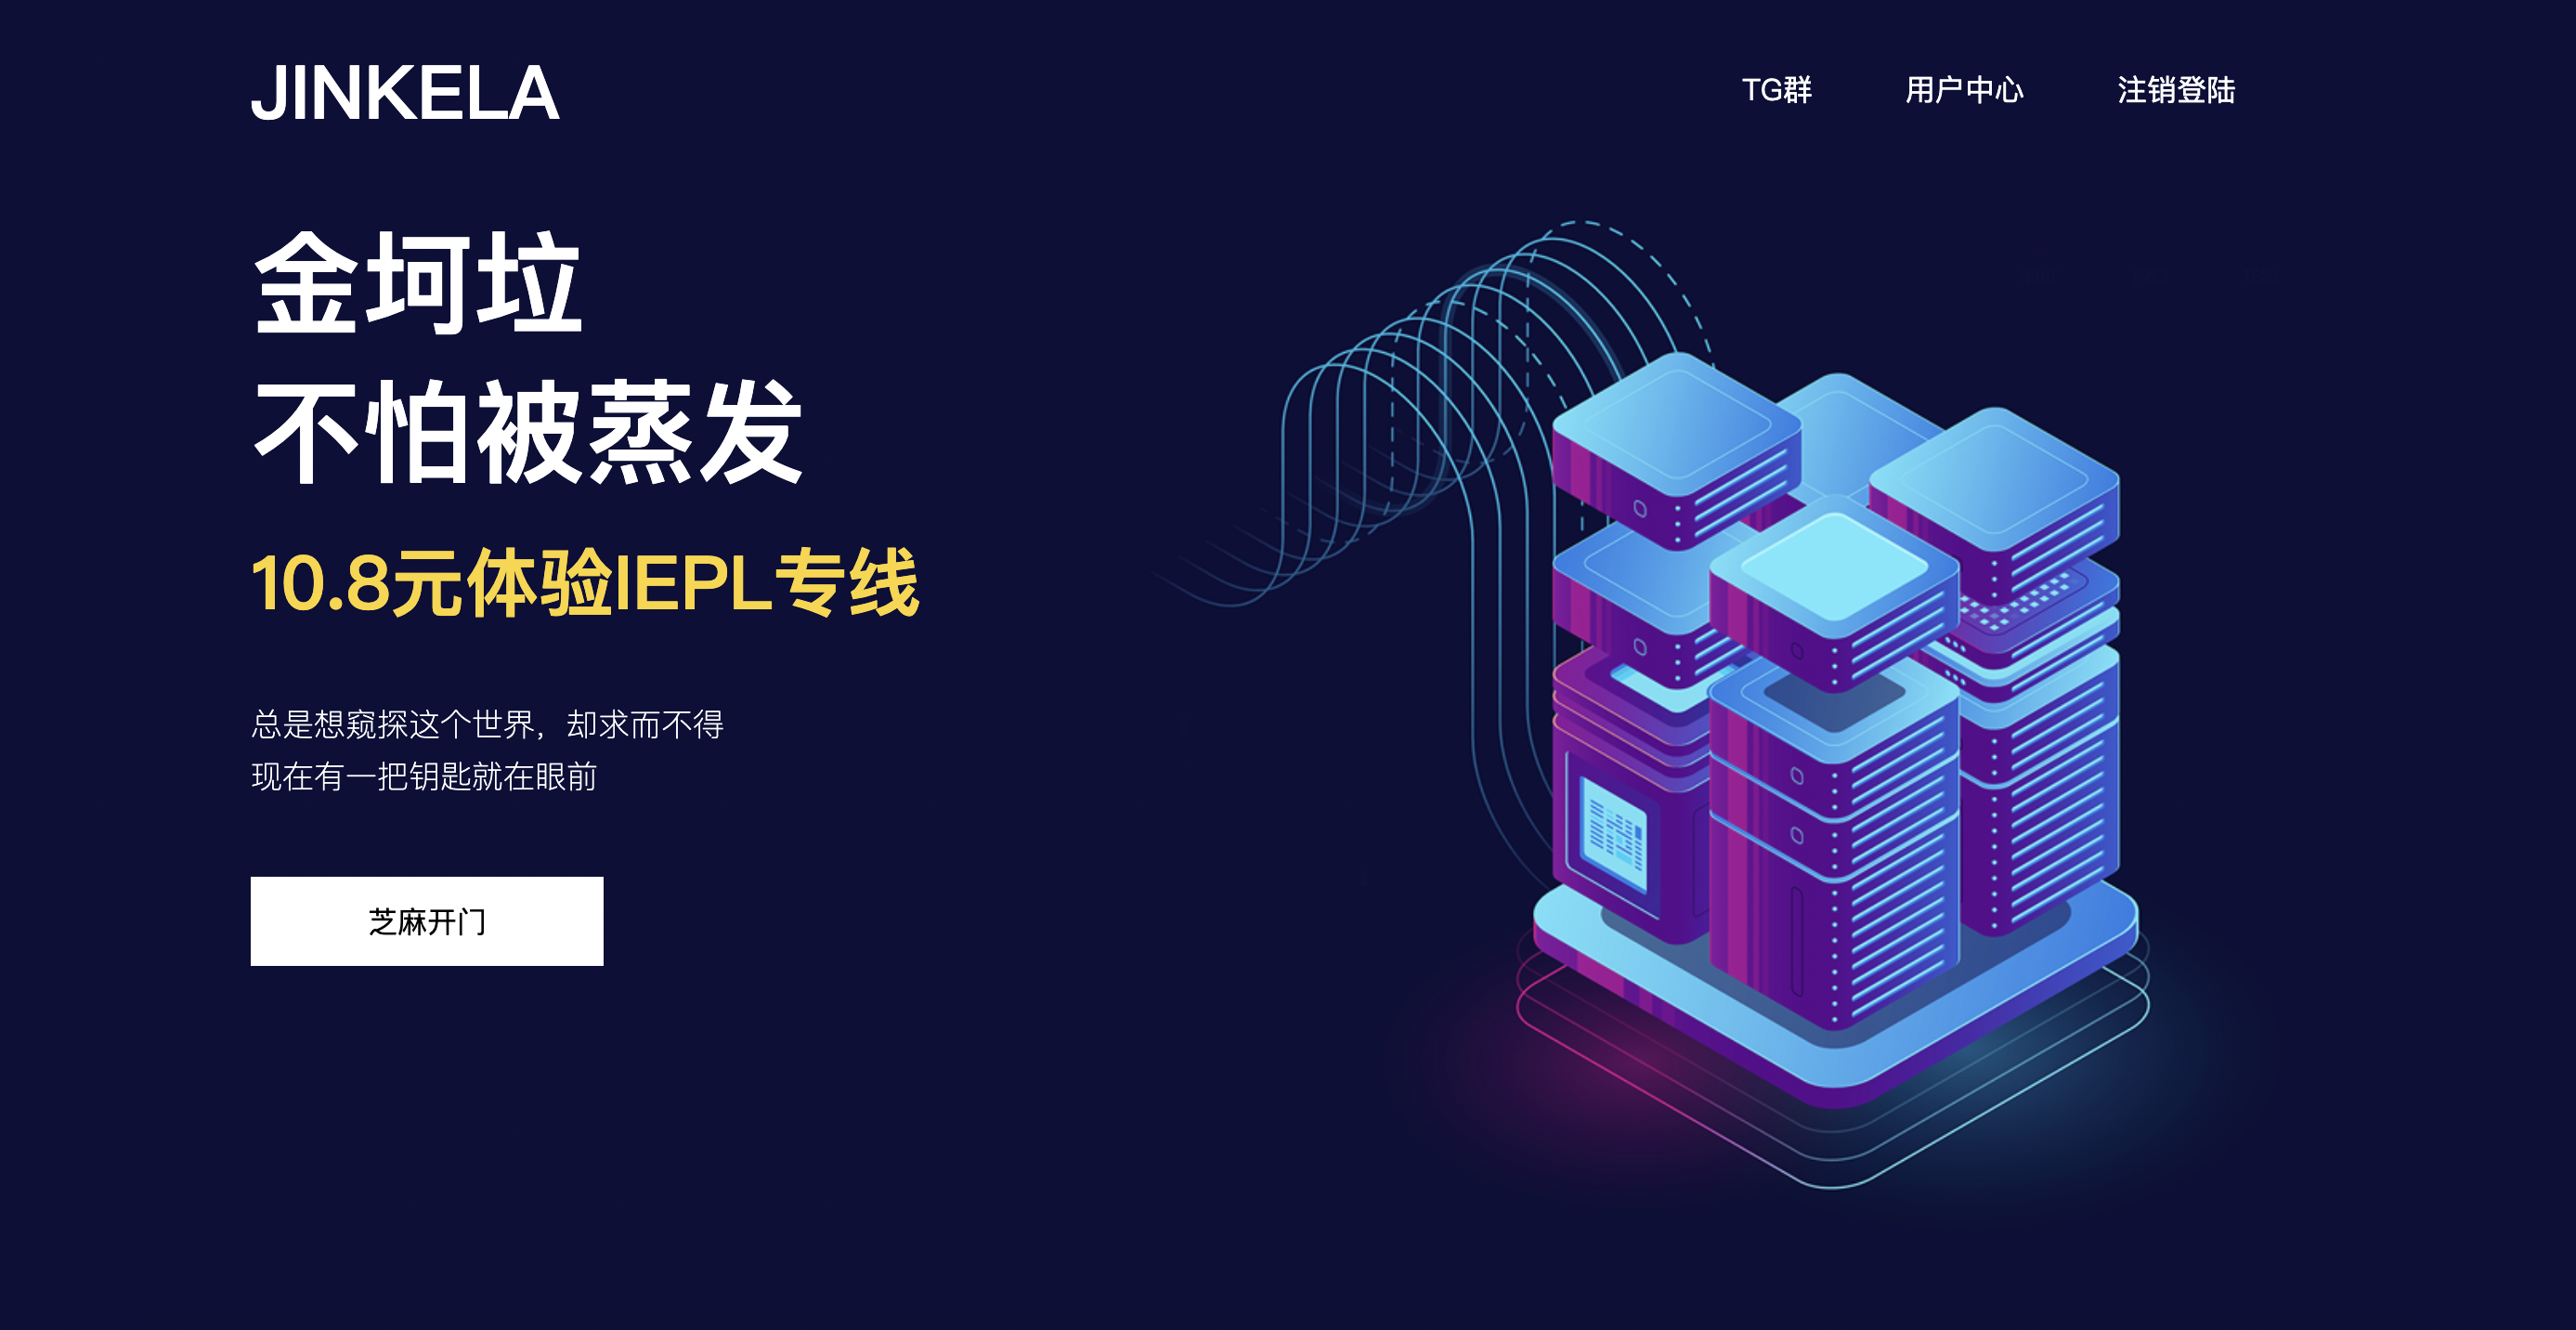 JINKELA
TG群
用户中心
注销登陆
金坷垃
不怕被蒸发
10.8元体验IEPL专线
总是想窥探这个世界，却求而不得
现在有一把钥匙就在眼前
芝麻开门